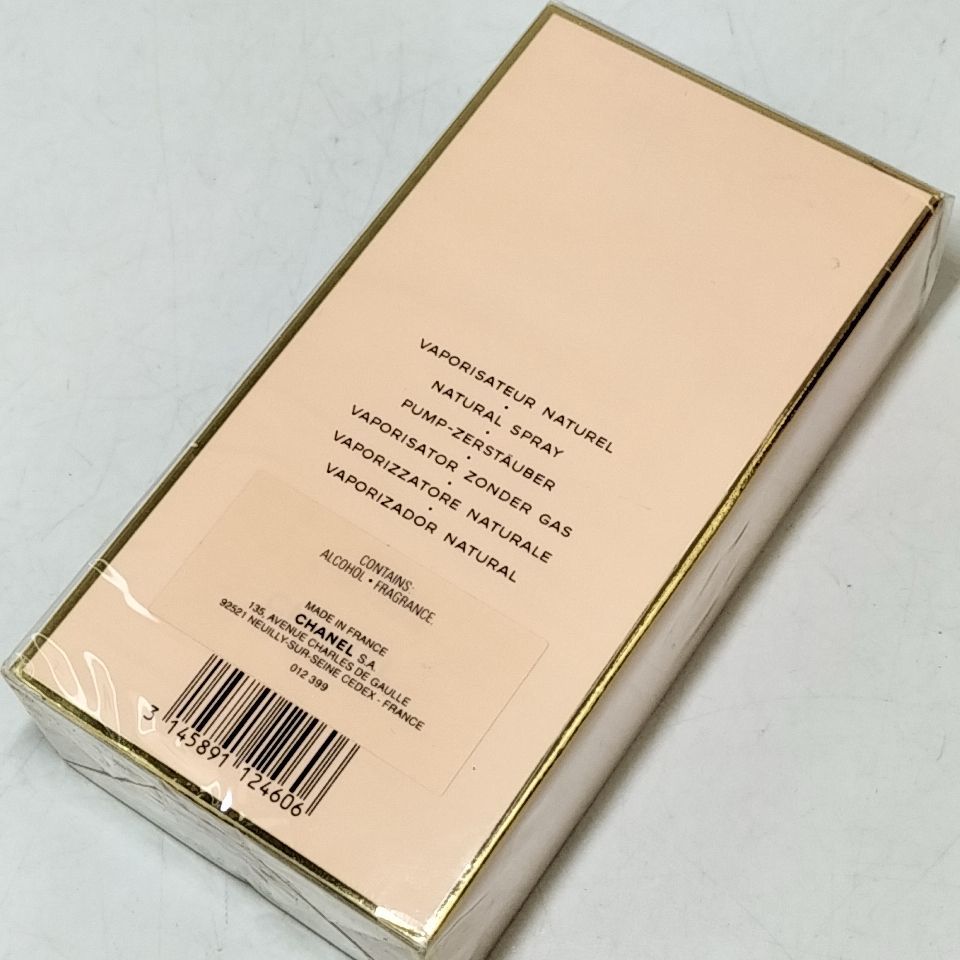 VAPORISATEUR NATUREL
•
NATURAL SPRAY
•
PUMP-ZERSTÄUBER
•
VAPORISATOR ZONDER GAS
•
VAPORIZZATORE NATURALE
•
VAPORIZADOR NATURAL
CONTAINS:
ALCOHOL • FRAGRANCE.
MADE IN FRANCE
CHANEL S.A.
135, AVENUE CHARLES DE GAULLE
92521 NEUILLY-SUR-SEINE CEDEX - FRANCE
012 399
3 145891 124606